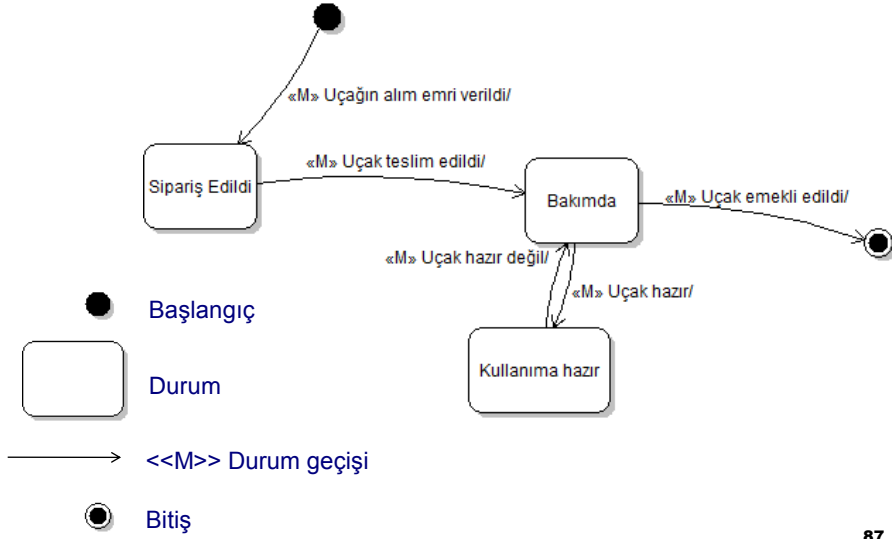 «M» Uçağın alım emri verildi/
Sipariş Edildi
«M» Uçak teslim edildi/
Bakımda
«M» Uçak emekli edildi/
«M» Uçak hazır değil/
«M» Uçak hazır/
Kullanıma hazır
Başlangıç
Durum
<<M>> Durum geçişi
Bitiş
87